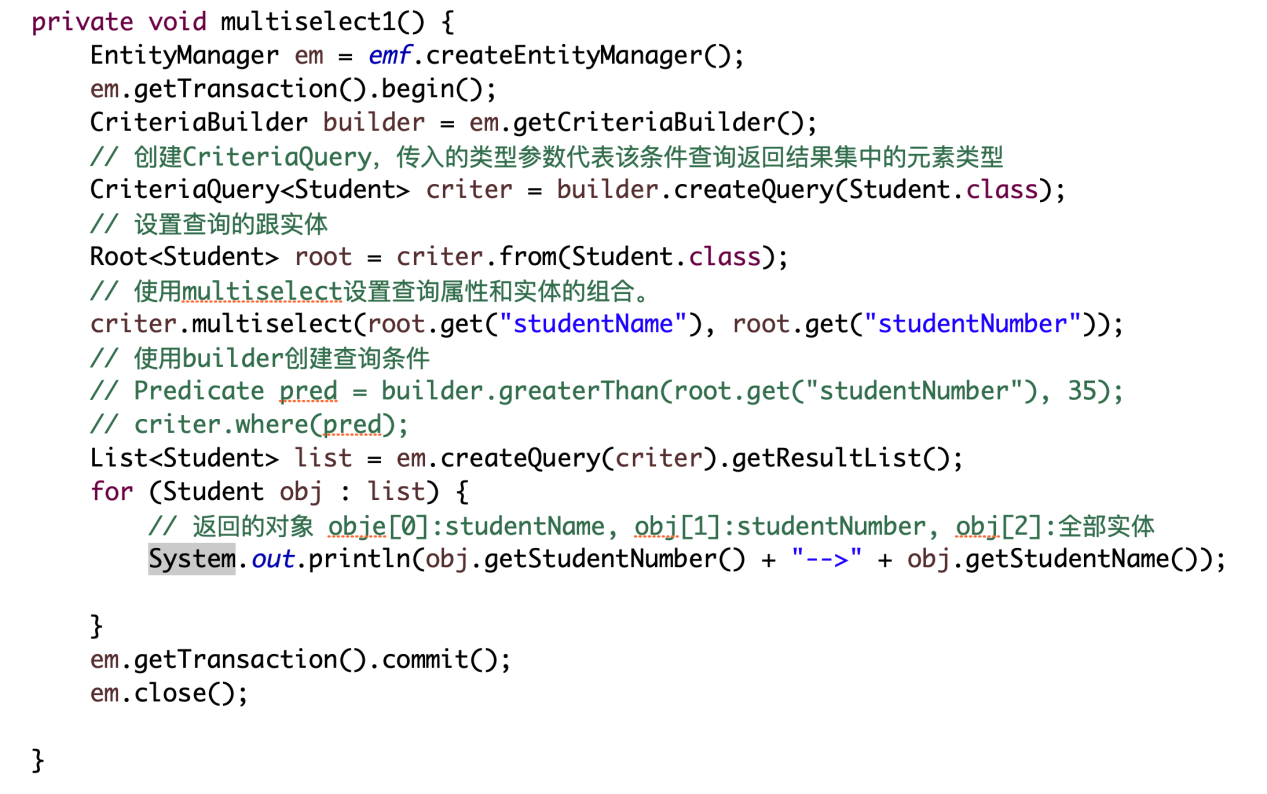 private void multiselect1() {
EntityManager em = emf.createEntityManager();
em.getTransaction().begin();
CriteriaBuilder builder = em.getCriteriaBuilder();
// 创建CriteriaQuery，传入的类型参数代表该条件查询返回结果集中的元素类型
CriteriaQuery<Student> criter = builder.createQuery(Student.class);
// 设置查询的跟实体
Root<Student> root = criter.from(Student.class);
// 使用multiselect设置查询属性和实体的组合。
criter.multiselect(root.get("studentName"), root.get("studentNumber"));
// 使用builder创建查询条件
// Predicate pred = builder.greaterThan(root.get("studentNumber"), 35);
// criter.where(pred);
List<Student> list = em.createQuery(criter).getResultList();
for (Student obj : list) {
// 返回的对象 obje[0]:studentName, obj[1]:studentNumber, obj[2]:全部实体
System.out.println(obj.getStudentNumber() + "-->" + obj.getStudentName());
}
em.getTransaction().commit();
em.close();
}